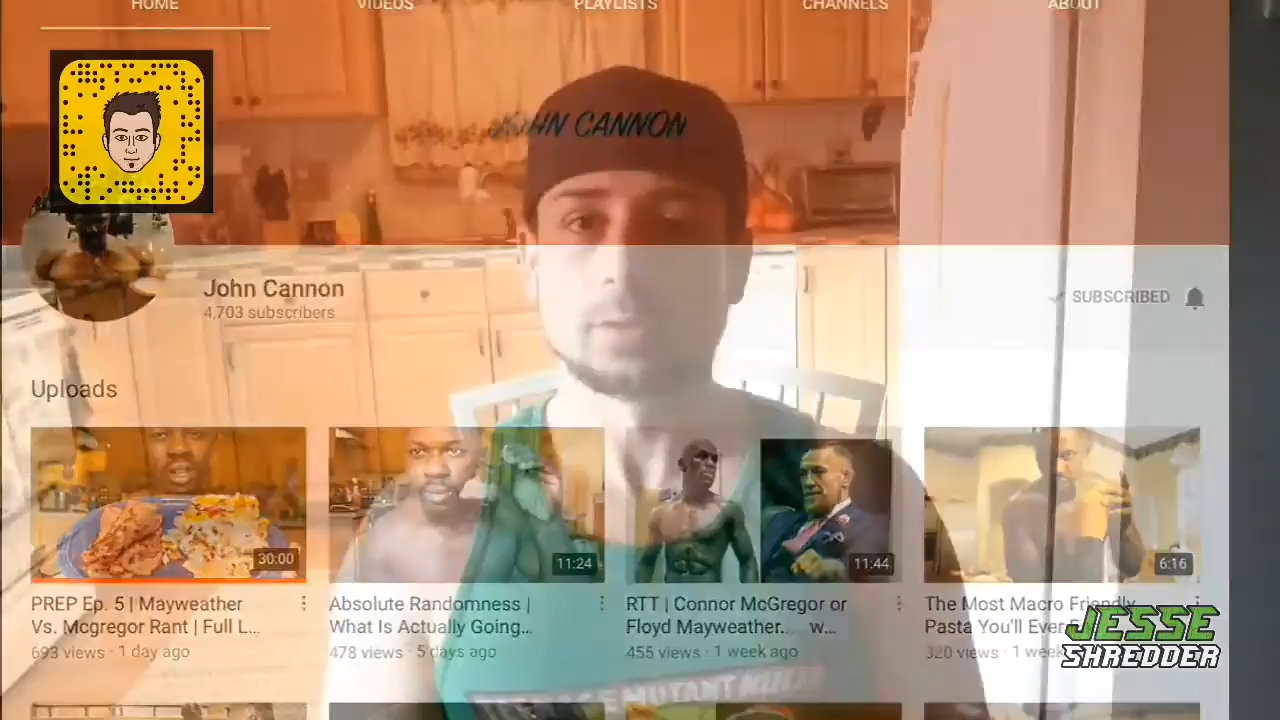 HOME VIDEOS PLAYLISTS CHANNELS ABOUT
JOHN CANNON
John Cannon
4,703 subscribers
SUBSCRIBED
Uploads
30:00
11:24
11:44
6:16
PREP Ep. 5 | Mayweather
Vs. Mcgregor Rant | Full L...
693 views · 1 day ago
Absolute Randomness |
What Is Actually Going...
478 views · 5 days ago
RTT | Connor McGregor or
Floyd Mayweather.... w...
455 views · 1 week ago
The Most Macro Friendly
Pasta You'll Ever
320 views · 1 week
JESSE
SHREDDER
TEENAGE MUTANT NINJA